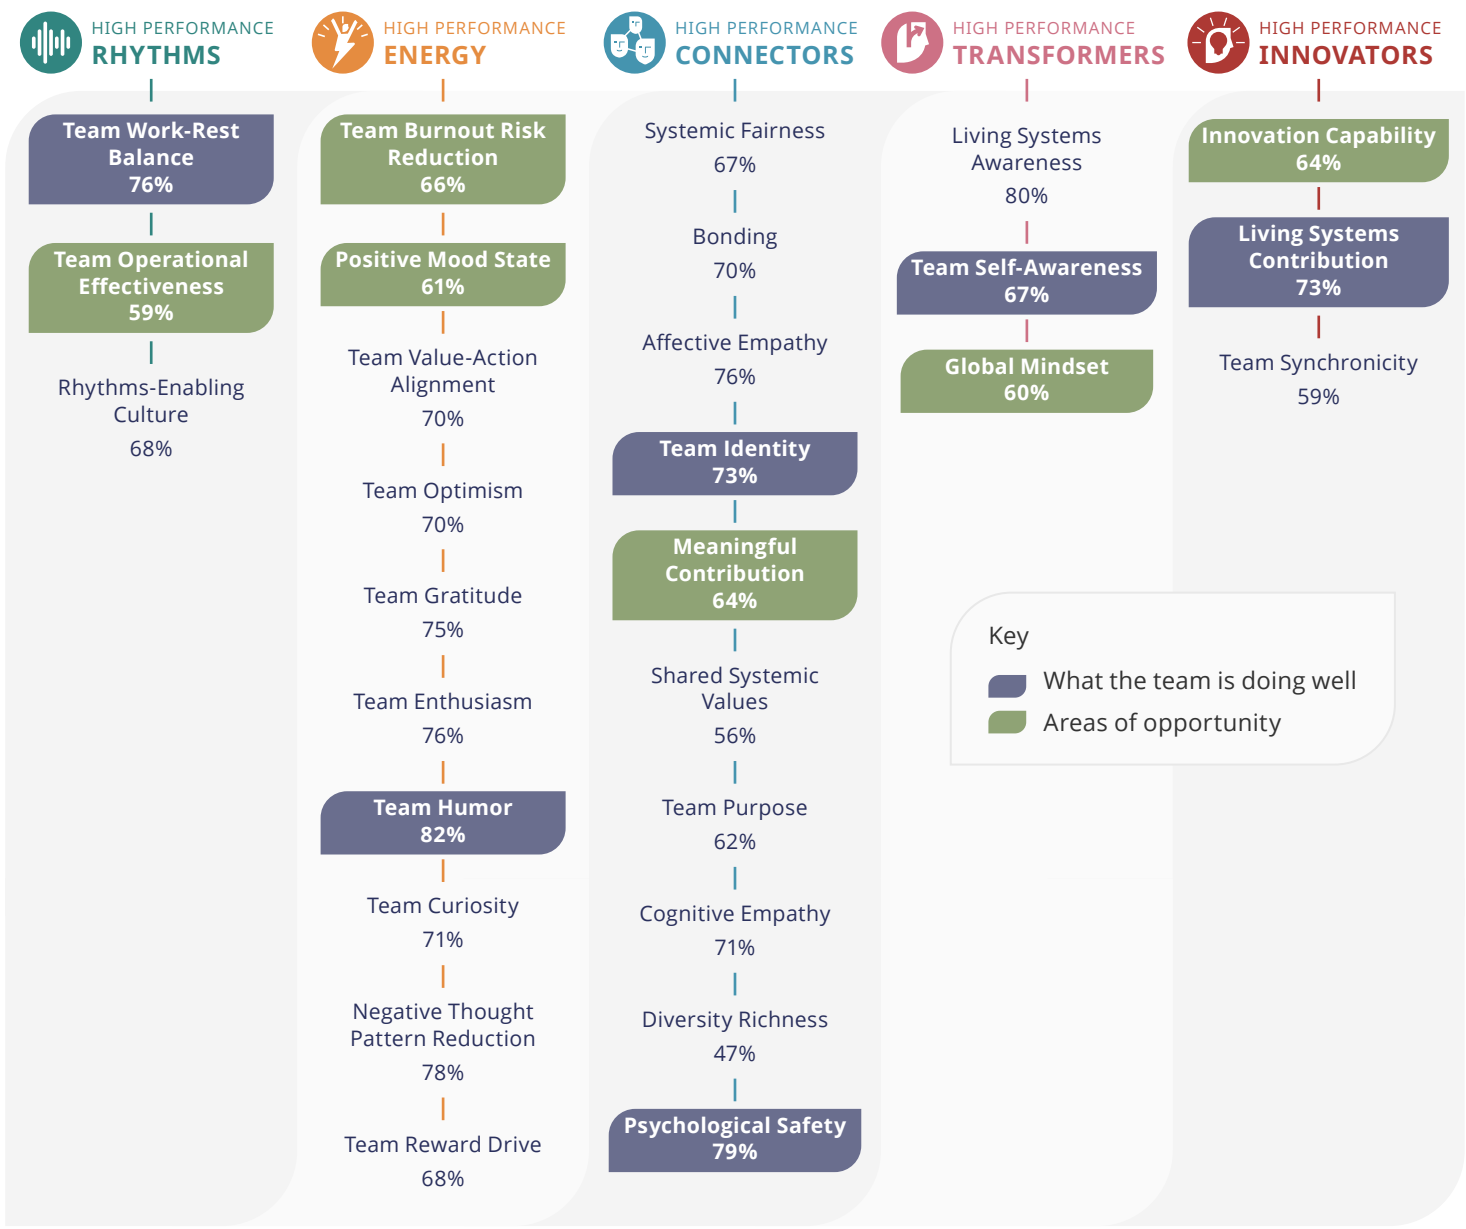 HIGH PERFORMANCE
RHYTHMS
Team Work-Rest
Balance
76%
Team Operational
Effectiveness
59%
Rhythms-Enabling
Culture
68%
HIGH PERFORMANCE
ENERGY
Team Burnout Risk
Reduction
66%
Positive Mood State
61%
Team Value-Action
Alignment
70%
Team Optimism
70%
Team Gratitude
75%
Team Enthusiasm
76%
Team Humor
82%
Team Curiosity
71%
Negative Thought
Pattern Reduction
78%
Team Reward Drive
68%
HIGH PERFORMANCE
CONNECTORS
Systemic Fairness
67%
Bonding
70%
Affective Empathy
76%
Team Identity
73%
Meaningful
Contribution
64%
Shared Systemic
Values
56%
Team Purpose
62%
Cognitive Empathy
71%
Diversity Richness
47%
Psychological Safety
79%
HIGH PERFORMANCE
TRANSFORMERS
Living Systems
Awareness
80%
Team Self-Awareness
67%
Global Mindset
60%
HIGH PERFORMANCE
INNOVATORS
Innovation Capability
64%
Living Systems
Contribution
73%
Team Synchronicity
59%
Key
What the team is doing well
Areas of opportunity